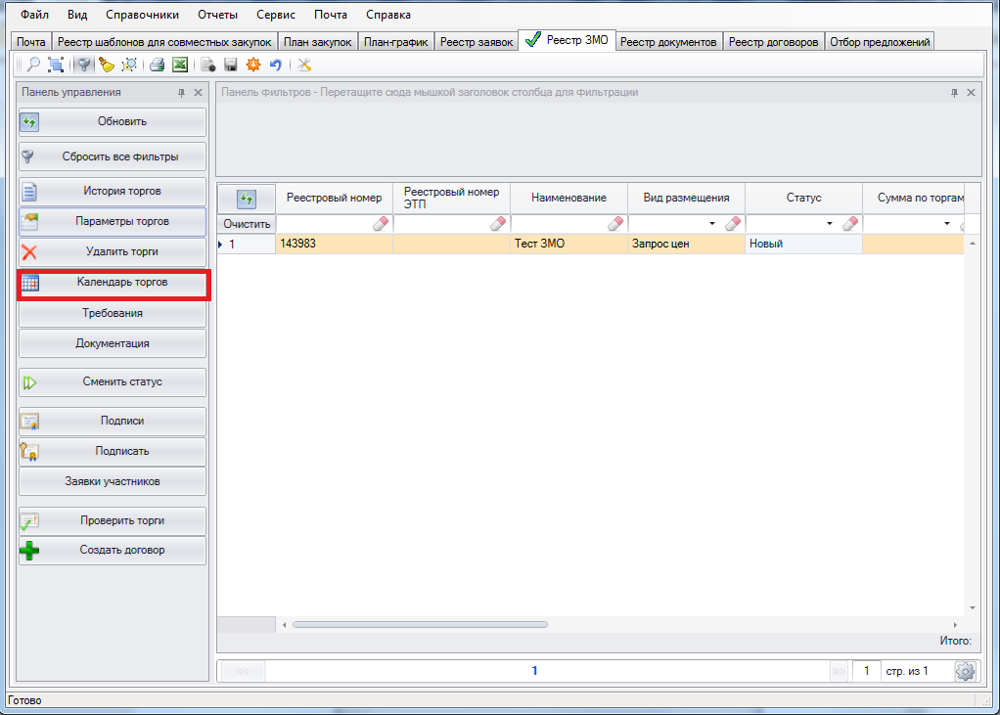 Файл Вид Справочники Отчеты Сервис Почта Справка
Почта Реестр шаблонов для совместных закупок План закупок План-график Реестр заявок Реестр ЗМО Реестр документов Реестр договоров Отбор предложений
Панель управления
Обновить
Сбросить все фильтры
История торгов
Параметры торгов
Удалить торги
Календарь торгов
Требования
Документация
Сменить статус
Подписи
Подписать
Заявки участников
Проверить торги
Создать договор
Панель Фильтров - Перетащите сюда мышкой заголовок столбца для фильтрации
Реестровый номер Реестровый номер ЭТП Наименование Вид размещения Статус Сумма по торгам
Очистить
1 143983 Тест ЗМО Запрос цен Новый
Итого:
<< 1 >> 1 стр. из 1
Готово